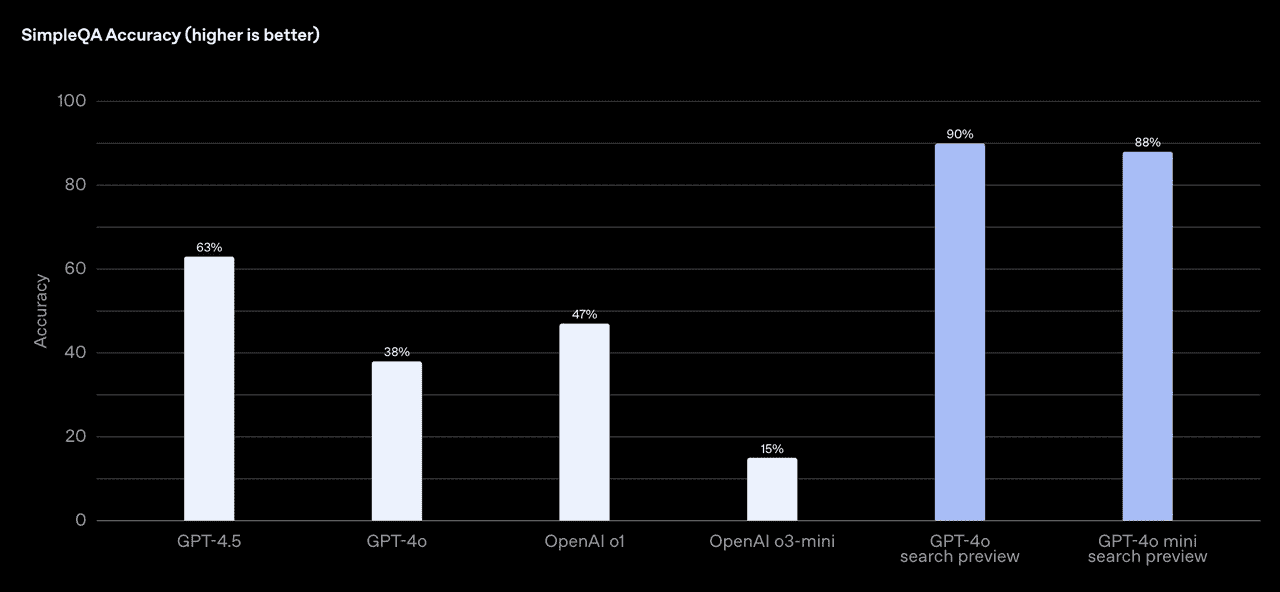 SimpleQA Accuracy (higher is better)
100
80
60
40
20
0
Accuracy
63%
38%
47%
15%
90%
88%
GPT-4.5
GPT-4o
OpenAI o1
OpenAI o3-mini
GPT-4o
search preview
GPT-4o mini
search preview